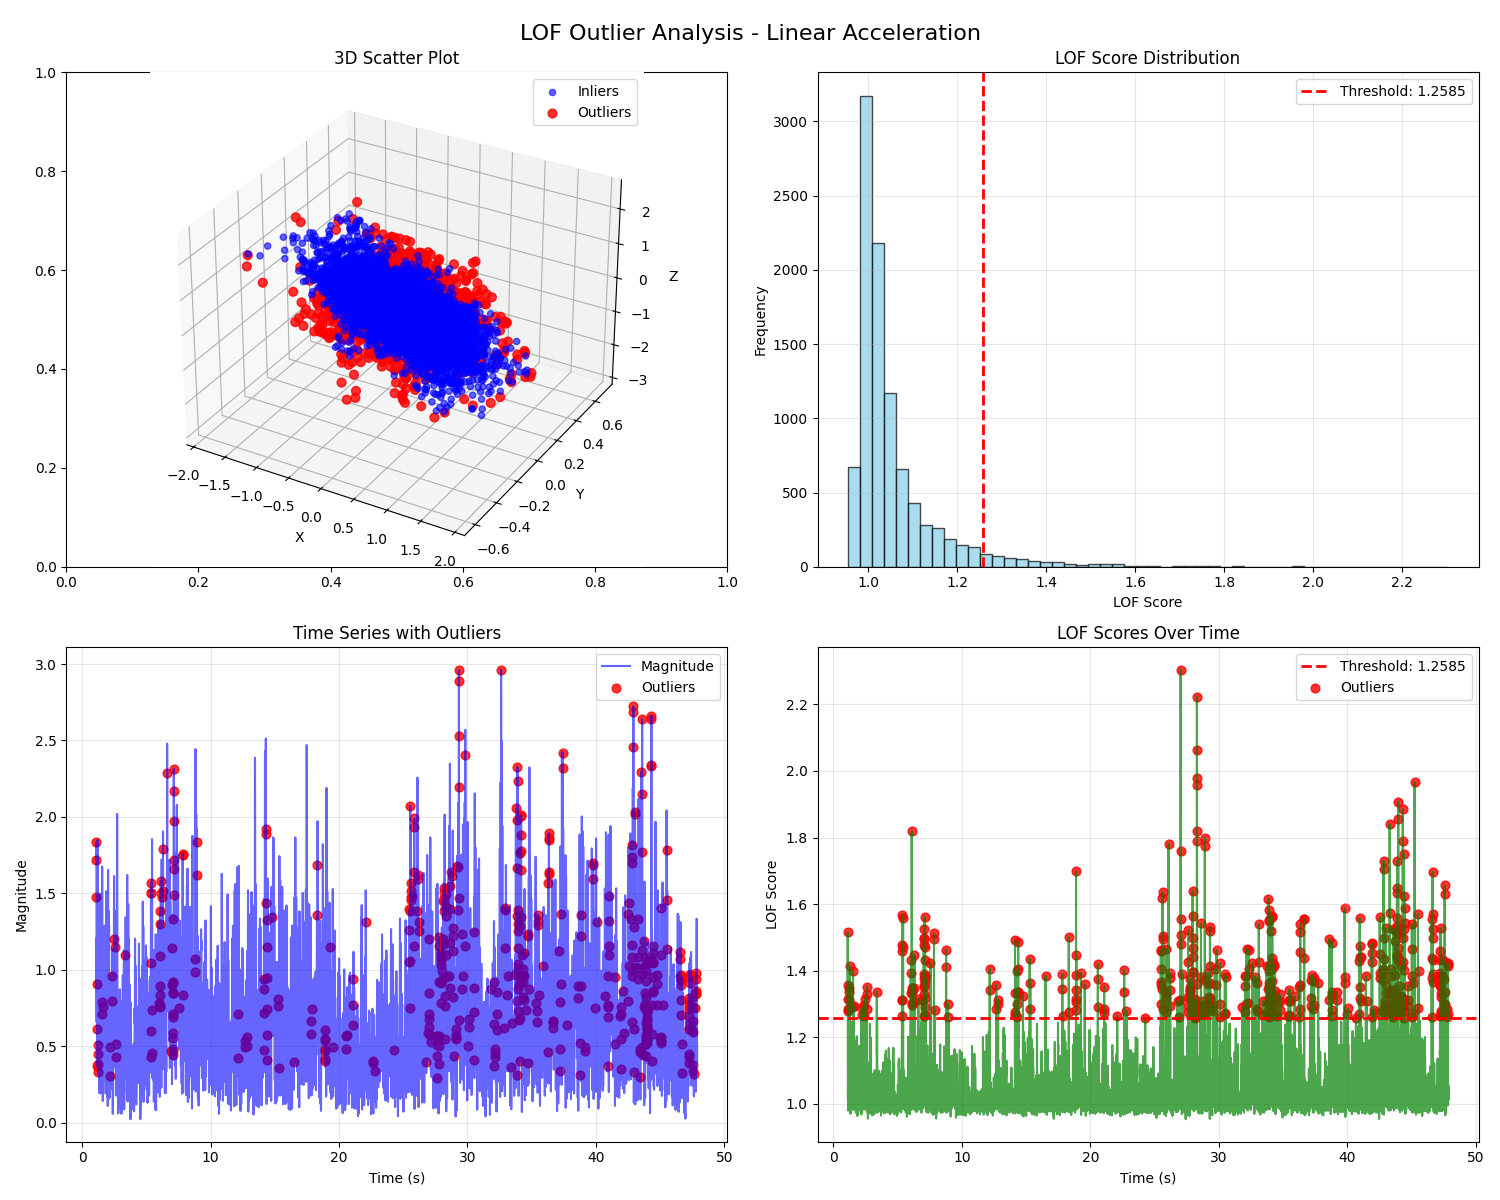 LOF Outlier Analysis - Linear Acceleration
3D Scatter Plot
Inliers
Outliers
1.0
0.8
0.6
0.4
0.2
0.0
0.0 0.2 0.4 0.6 0.8 1.0
2
1
0
−1
−2
−3
Z
0.6
0.4
0.2
0.0
−0.2
−0.4
−0.6
Y
−2.0
−1.5
−1.0
−0.5
0.0
0.5
1.0
1.5
2.0
X
LOF Score Distribution
Threshold: 1.2585
Frequency
3000
2500
2000
1500
1000
500
0
1.0 1.2 1.4 1.6 1.8 2.0 2.2
LOF Score
Time Series with Outliers
Magnitude
Outliers
Magnitude
3.0
2.5
2.0
1.5
1.0
0.5
0.0
0 10 20 30 40 50
Time (s)
LOF Scores Over Time
Threshold: 1.2585
Outliers
LOF Score
2.2
2.0
1.8
1.6
1.4
1.2
1.0
0 10 20 30 40 50
Time (s)